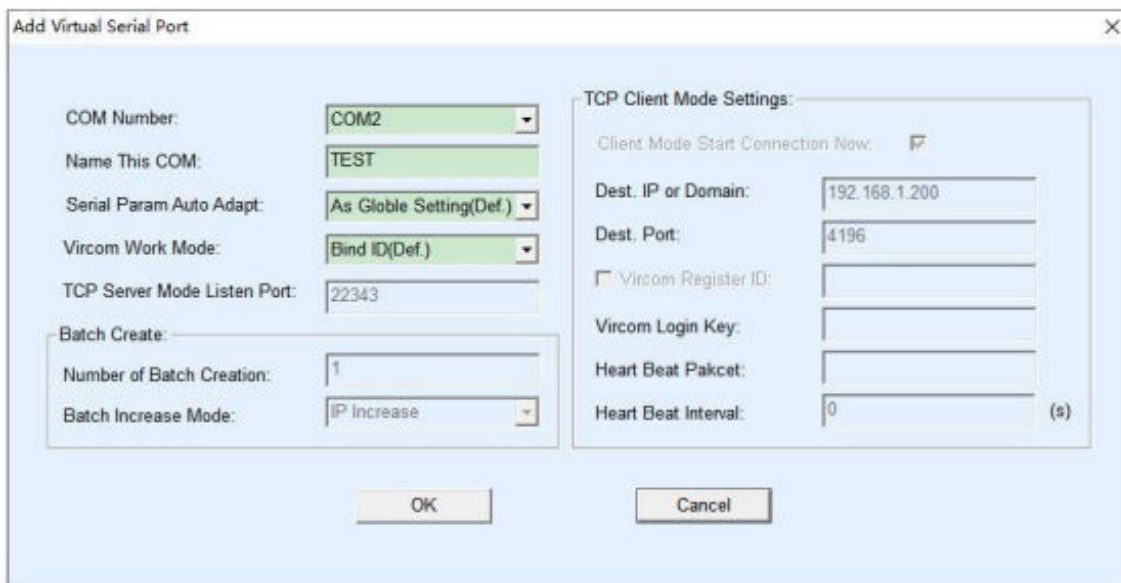 Add Virtual Serial Port
COM Number:
COM2
Name This COM:
TEST
Serial Param Auto Adapt:
As Globle Setting(Def.)
Vircom Work Mode:
Bind ID(Def.)
TCP Server Mode Listen Port:
22343
Batch Create:
Number of Batch Creation:
1
Batch Increase Mode:
IP Increase
TCP Client Mode Settings:
Client Mode Start Connection Now:
Dest. IP or Domain:
192.168.1.200
Dest. Port:
4196
Vircom Register ID:
Vircom Login Key:
Heart Beat Pakcet:
Heart Beat Interval:
0
(s)
OK
Cancel